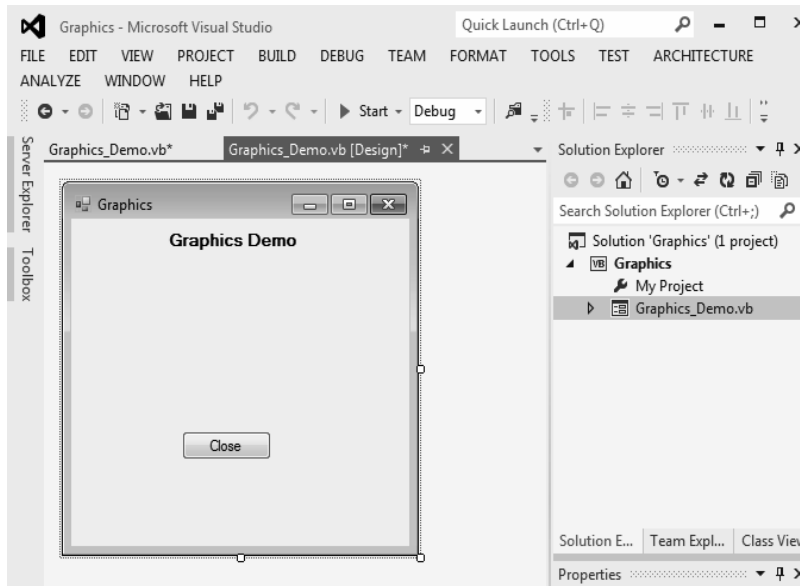 Graphics - Microsoft Visual Studio
Quick Launch (Ctrl+Q)
FILE EDIT VIEW PROJECT BUILD DEBUG TEAM FORMAT TOOLS TEST ARCHITECTURE
ANALYZE WINDOW HELP
Start Debug
Server Explorer
Toolbox
Graphics_Demo.vb* Graphics_Demo.vb [Design]*
Graphics
Graphics Demo
Close
Solution Explorer
Search Solution Explorer (Ctrl+;)
Solution 'Graphics' (1 project)
VB Graphics
My Project
Graphics_Demo.vb
Solution E... Team Expl... Class View
Properties